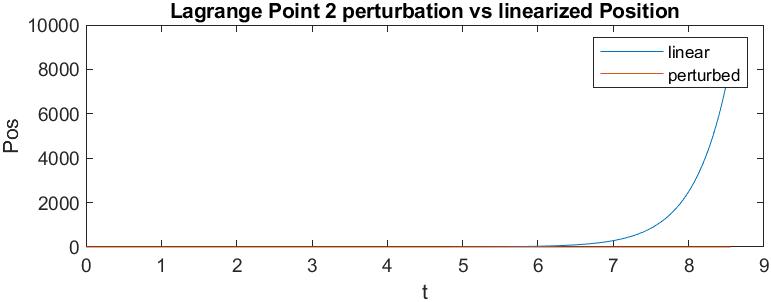 Lagrange Point 2 perturbation vs linearized Position
10000
8000
6000
4000
2000
0
Pos
linear
perturbed
0 1 2 3 4 5 6 7 8 9
t